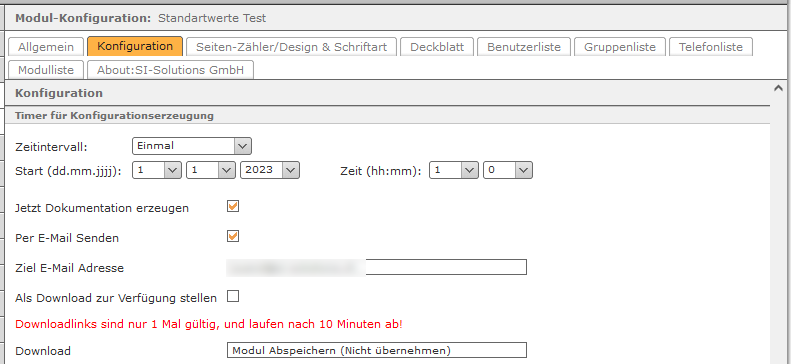 Modul-Konfiguration: Standartwerte Test
Allgemein Konfiguration Seiten-Zähler/Design & Schriftart Deckblatt Benutzerliste Gruppenliste Telefonliste
Modulliste About:SI-Solutions GmbH
Konfiguration
Timer für Konfigurationserzeugung
Zeitintervall: Einmal
Start (dd.mm.jjjj): 1 1 2023 Zeit (hh:mm): 1 0
Jetzt Dokumentation erzeugen
Per E-Mail Senden
Ziel E-Mail Adresse
Als Download zur Verfügung stellen
Downloadlinks sind nur 1 Mal gültig, und laufen nach 10 Minuten ab!
Download Modul Abspeichern (Nicht übernehmen)